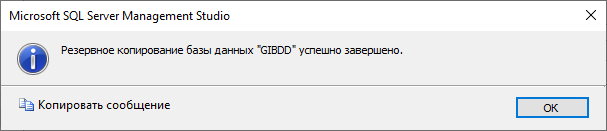 Microsoft SQL Server Management Studio
Резервное копирование базы данных "GIBDD" успешно завершено.
Копировать сообщение
OK